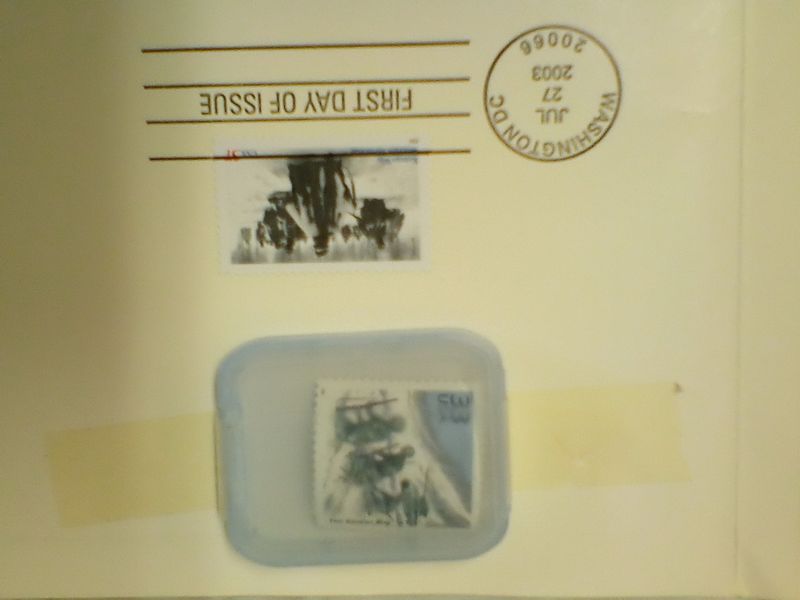 WASHINGTON DC
JUL
27
2003
20066
FIRST DAY OF ISSUE